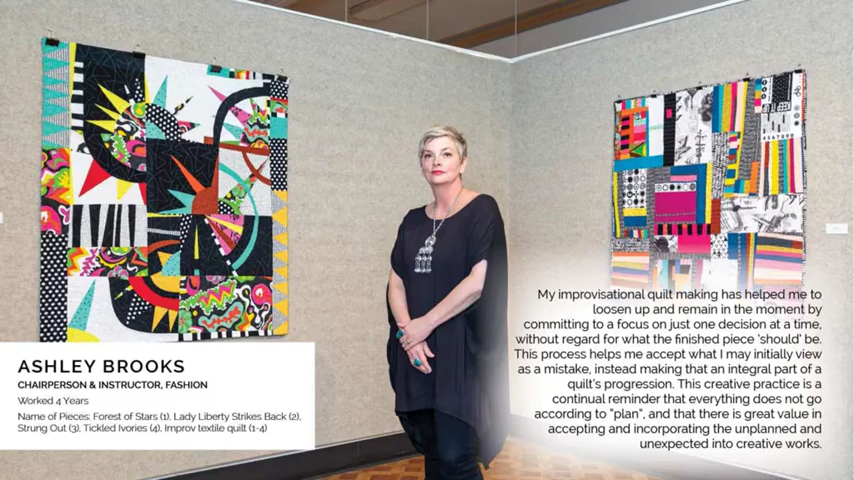 ASHLEY BROOKS
CHAIRPERSON & INSTRUCTOR, FASHION
Worked 4 Years
Name of Pieces: Forest of Stars (1), Lady Liberty Strikes Back (2),
Strung Out (3), Tickled Ivories (4), Improv textile quilt (1-4)
My improvisational quilt making has helped me to
loosen up and remain in the moment by
committing to a focus on just one decision at a time,
without regard for what the finished piece 'should' be.
This process helps me accept what I may initially view
as a mistake, instead making that an integral part of a
quilt's progression. This creative practice is a
continual reminder that everything does not go
according to "plan", and that there is great value in
accepting and incorporating the unplanned and
unexpected into creative works.